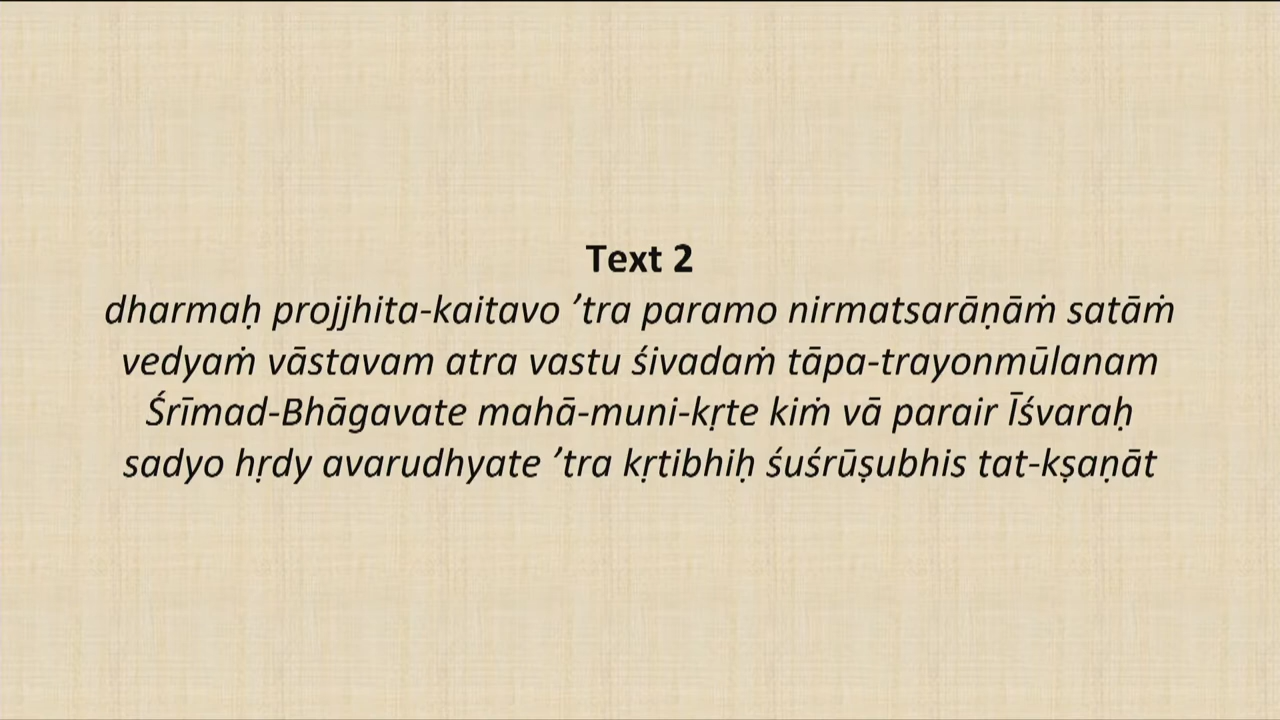 Text 2
dharmaḥ projjhita-kaitavo ’tra paramo nirmatsarāṇāṁ satāṁ
vedyaṁ vāstavam atra vastu śivadaṁ tāpa-trayonmūlanam
Śrīmad-Bhāgavate mahā-muni-kṛte kiṁ vā parair Īśvaraḥ
sadyo hṛdy avarudhyate ’tra kṛtibhiḥ śuśrūṣubhis tat-kṣaṇāt